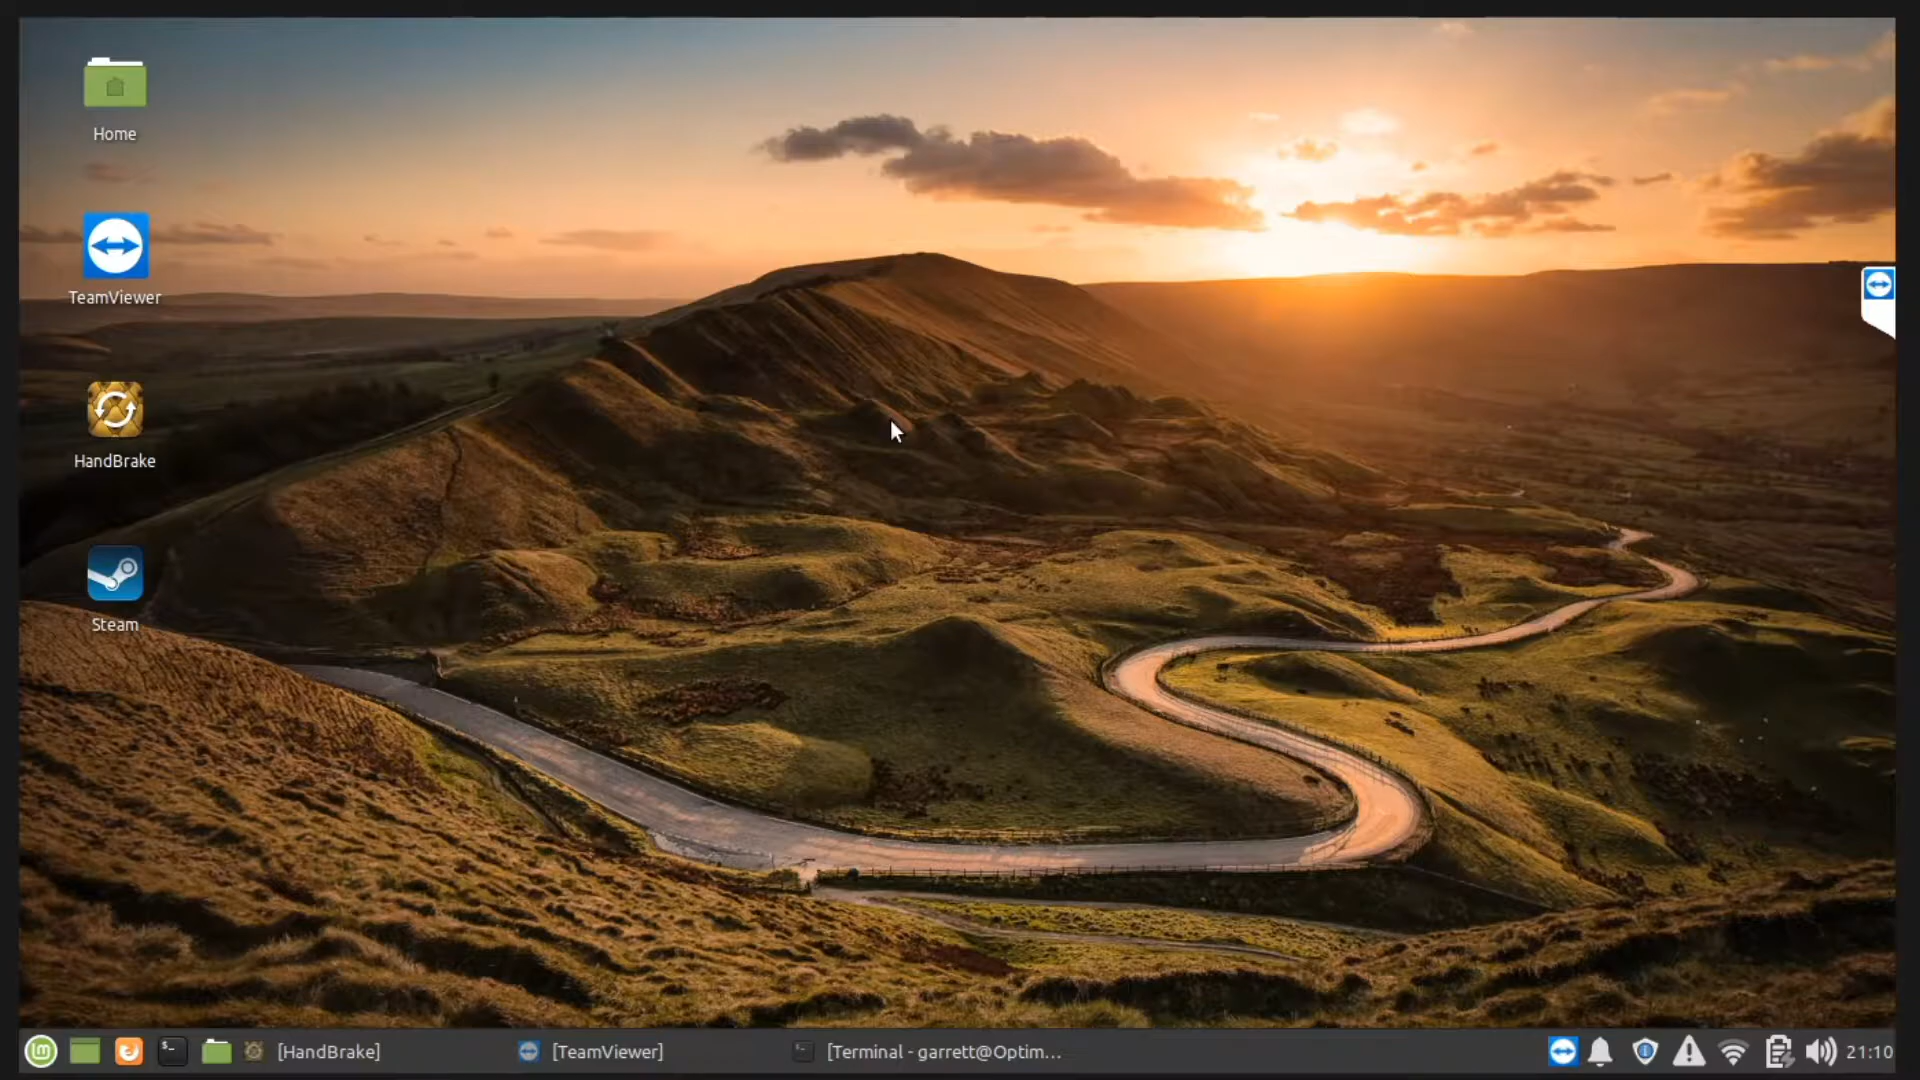 Home
TeamViewer
HandBrake
Steam
[HandBrake]
[TeamViewer]
[Terminal - garrett@Optim...
21:10